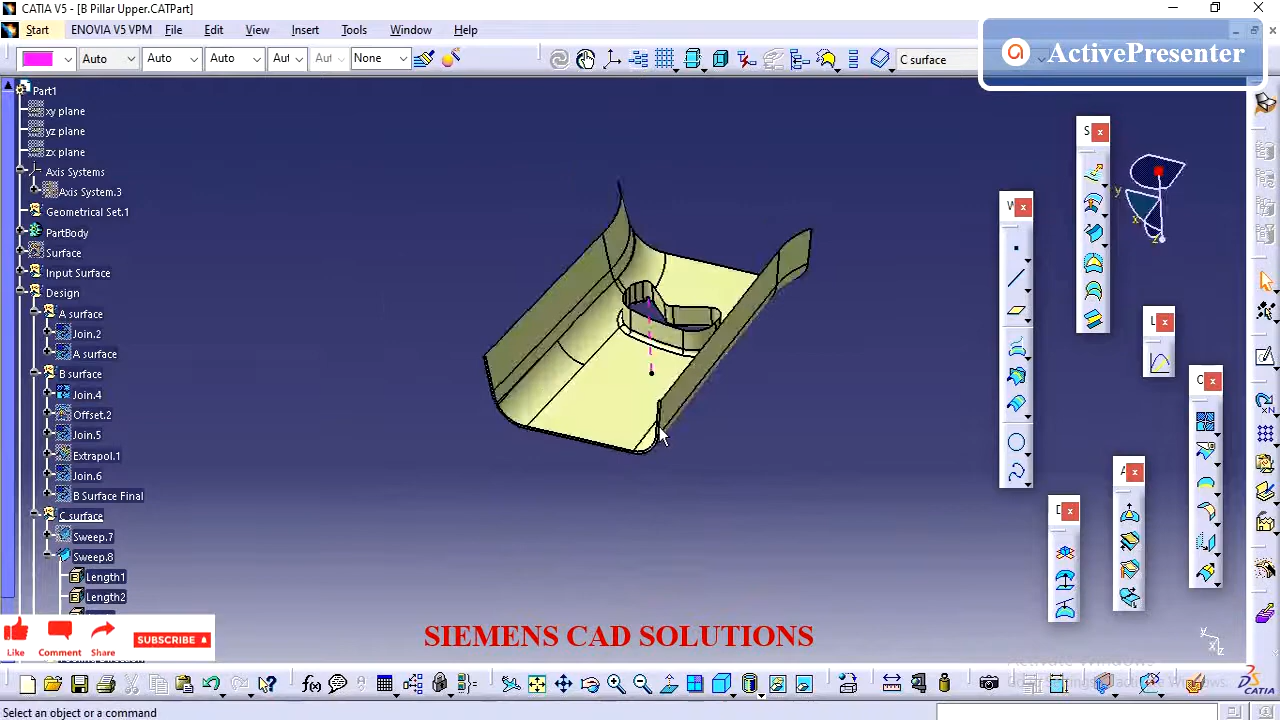 CATIA V5 - [B Pillar Upper.CATPart]
Start ENOVIA V5 VPM File Edit View Insert Tools Window Help
Auto Auto Auto Aut None C surface
ActivePresenter
Part1
xy plane
yz plane
zx plane
Axis Systems
Axis System.3
Geometrical Set.1
PartBody
Surface
Input Surface
Design
A surface
Join.2
A surface
B surface
Join.4
Offset.2
Join.5
Extrapol.1
Join.6
B Surface Final
C surface
Sweep.7
Sweep.8
Length1
Length2
S
W
L
C
A
D
y
x
z
Like Comment Share SUBSCRIBE
SIEMENS CAD SOLUTIONS
Activate Windows
CATIA
Select an object or a command